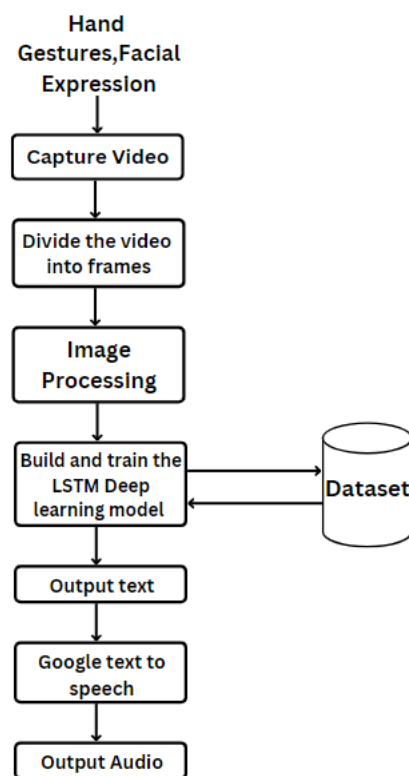 Hand
Gestures,Facial
Expression
Capture Video
Divide the video
into frames
Image
Processing
Build and train the
LSTM Deep
learning model
Dataset
Output text
Google text to
speech
Output Audio